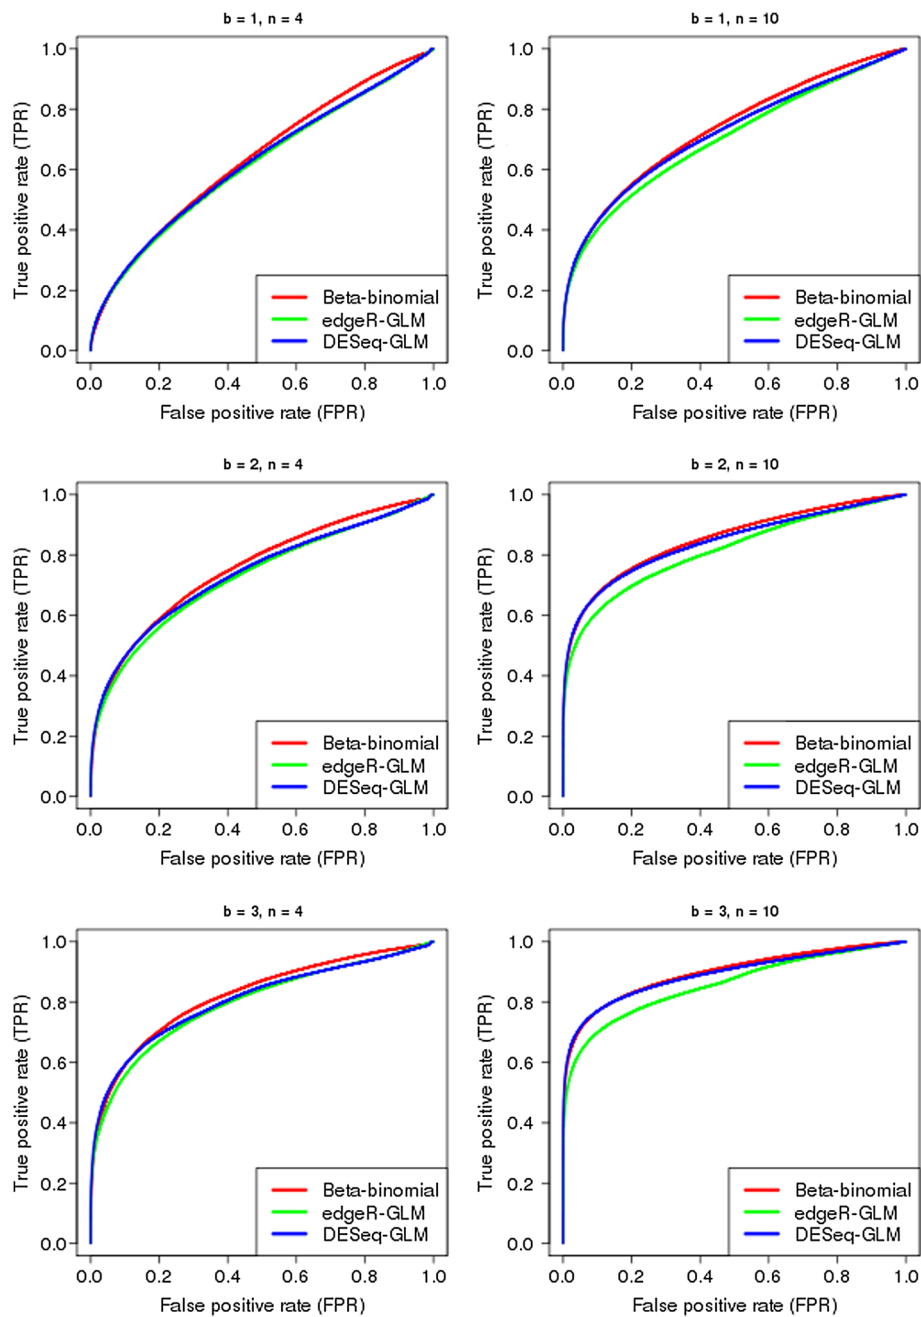 b = 1, n = 4
True positive rate (TPR)
1.0
0.8
0.6
0.4
0.2
0.0
Beta-binomial
edgeR-GLM
DESeq-GLM
0.0 0.2 0.4 0.6 0.8 1.0
False positive rate (FPR)
b = 1, n = 10
True positive rate (TPR)
1.0
0.8
0.6
0.4
0.2
0.0
Beta-binomial
edgeR-GLM
DESeq-GLM
0.0 0.2 0.4 0.6 0.8 1.0
False positive rate (FPR)
b = 2, n = 4
True positive rate (TPR)
1.0
0.8
0.6
0.4
0.2
0.0
Beta-binomial
edgeR-GLM
DESeq-GLM
0.0 0.2 0.4 0.6 0.8 1.0
False positive rate (FPR)
b = 2, n = 10
True positive rate (TPR)
1.0
0.8
0.6
0.4
0.2
0.0
Beta-binomial
edgeR-GLM
DESeq-GLM
0.0 0.2 0.4 0.6 0.8 1.0
False positive rate (FPR)
b = 3, n = 4
True positive rate (TPR)
1.0
0.8
0.6
0.4
0.2
0.0
Beta-binomial
edgeR-GLM
DESeq-GLM
0.0 0.2 0.4 0.6 0.8 1.0
False positive rate (FPR)
b = 3, n = 10
True positive rate (TPR)
1.0
0.8
0.6
0.4
0.2
0.0
Beta-binomial
edgeR-GLM
DESeq-GLM
0.0 0.2 0.4 0.6 0.8 1.0
False positive rate (FPR)